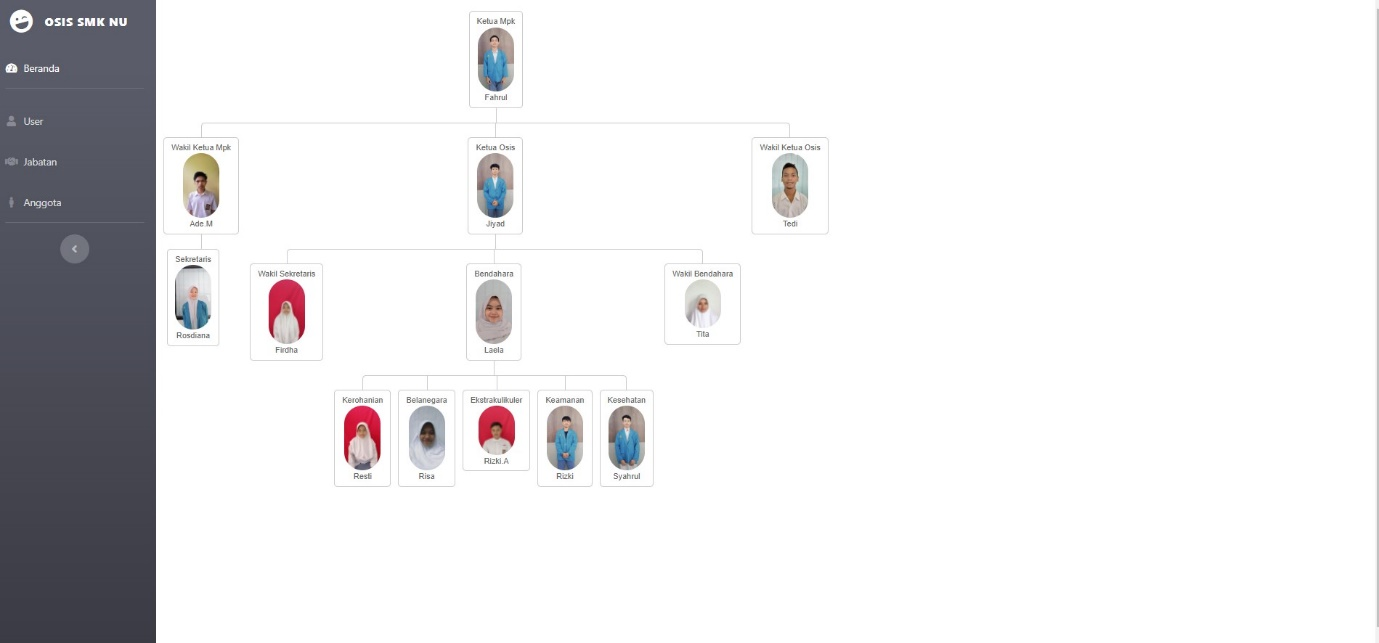 OSIS SMK NU
Beranda
User
Jabatan
Anggota
Ketua Mpk
Fahrul
Wakil Ketua Mpk
Ade.M
Ketua Osis
Jiyad
Wakil Ketua Osis
Tedi
Sekretaris
Rosdiana
Wakil Sekretaris
Firdha
Bendahara
Laela
Wakil Bendahara
Tita
Kerohanian
Resti
Belanegara
Risa
Ekstrakulikuler
Rizki.A
Keamanan
Rizki
Kesehatan
Syahrul